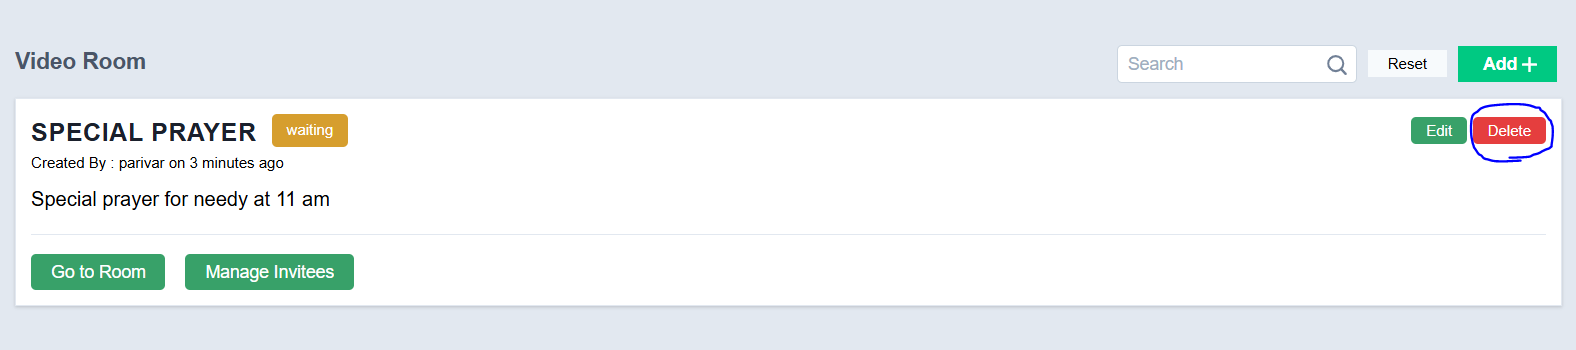 Video Room
Search
Reset
Add +
SPECIAL PRAYER
waiting
Edit
Delete
Created By : parivar on 3 minutes ago
Special prayer for needy at 11 am
Go to Room
Manage Invitees